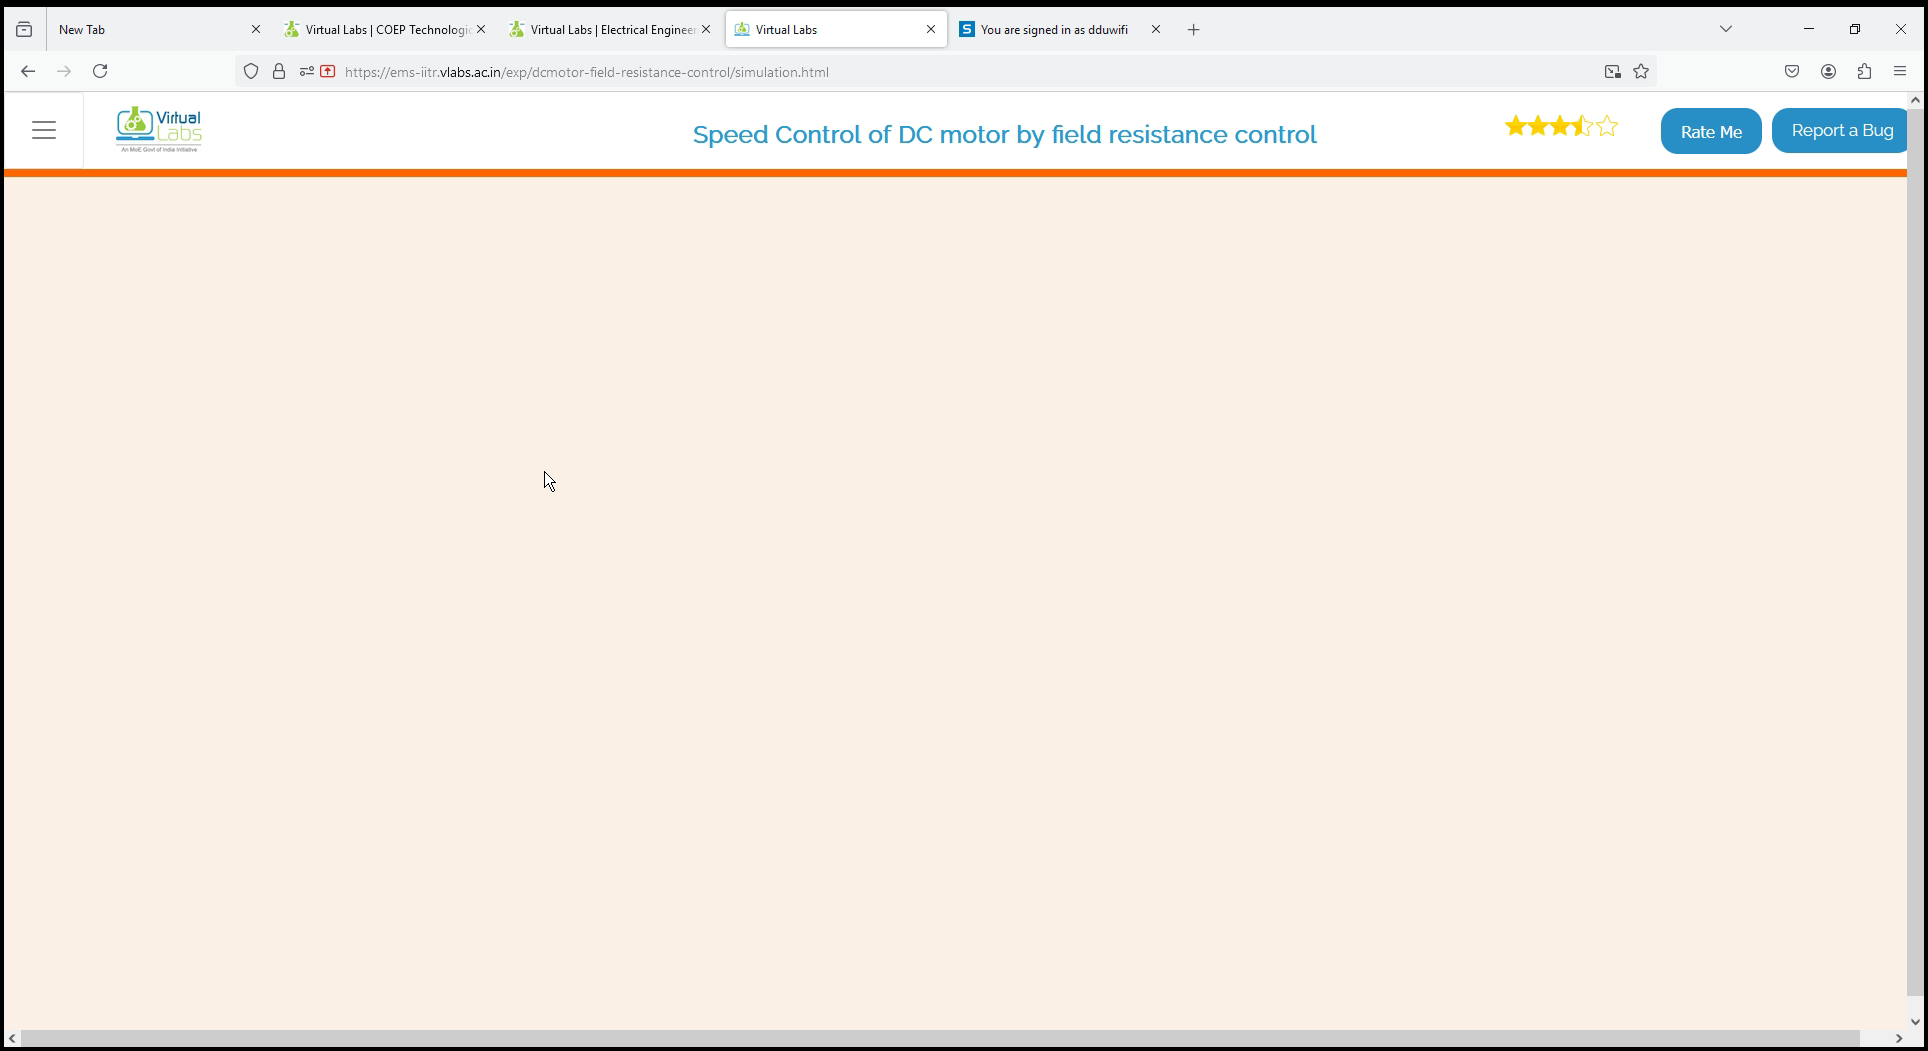 New Tab
Virtual Labs | COEP Technologic
Virtual Labs | Electrical Engineer
Virtual Labs
S You are signed in as dduwifi
https://ems-iitr.vlabs.ac.in/exp/dcmotor-field-resistance-control/simulation.html
Virtual
Labs
An MoE Govt of India Initiative
Speed Control of DC motor by field resistance control
Rate Me
Report a Bug